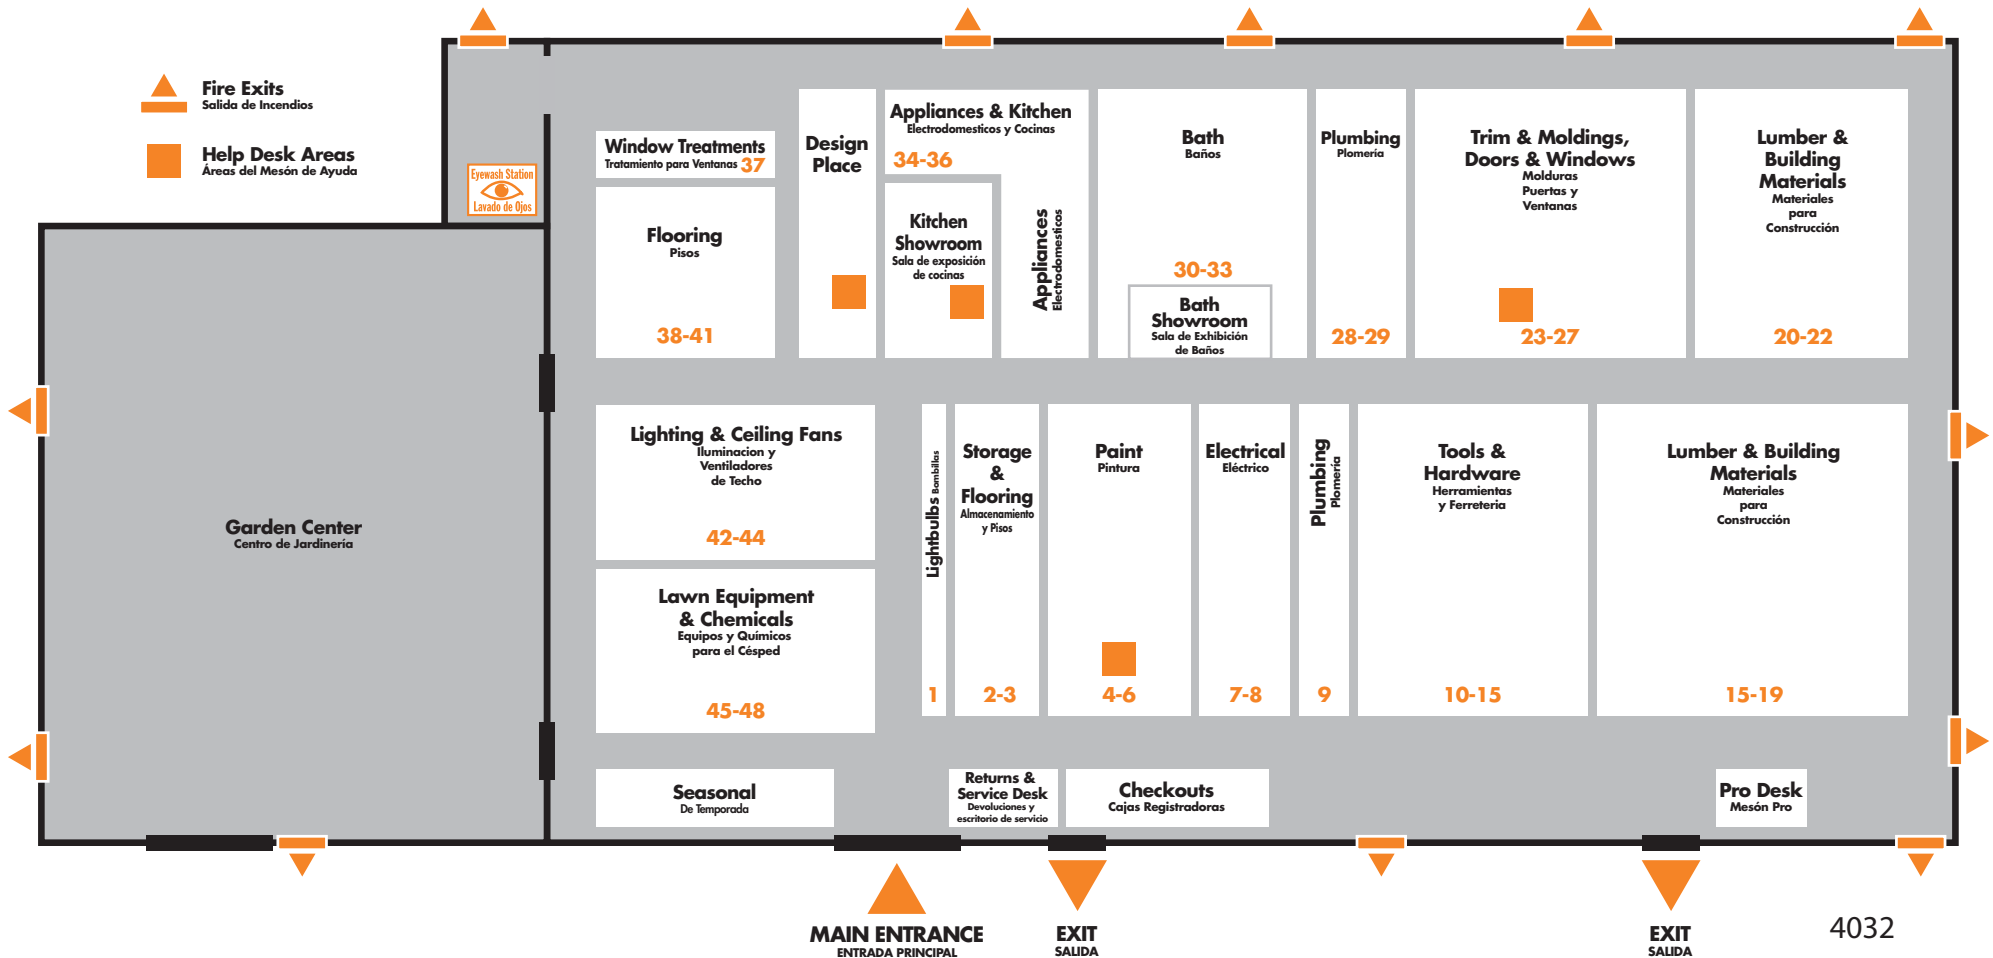 Fire Exits
Salida de Incendios
Help Desk Areas
Áreas del Mesón de Ayuda
Eyewash Station
Lavado de Ojos
Garden Center
Centro de Jardinería
Window Treatments
Tratamiento para Ventanas 37
Flooring
Pisos
38-41
Design
Place
Appliances & Kitchen
Electrodomesticos y Cocinas
34-36
Kitchen
Showroom
Sala de exposición
de cocinas
Appliances
Electrodomesticos
Bath
Baños
30-33
Bath
Showroom
Sala de Exhibición
de Baños
Plumbing
Plomería
28-29
Trim & Moldings,
Doors & Windows
Molduras
Puertas y
Ventanas
23-27
Lumber &
Building
Materials
Materiales
para
Construcción
20-22
Lighting & Ceiling Fans
Iluminacion y
Ventiladores
de Techo
42-44
Lawn Equipment
& Chemicals
Equipos y Químicos
para el Césped
45-48
Lightbulbs Bombillas
1
Storage
&
Flooring
Almacenamiento
y Pisos
2-3
Paint
Pintura
4-6
Electrical
Eléctrico
7-8
Plumbing
Plomería
9
Tools &
Hardware
Herramientas
y Ferreteria
10-15
Lumber & Building
Materials
Materiales
para
Construcción
15-19
Seasonal
De Temporada
Returns &
Service Desk
Devoluciones y
escritorio de servicio
Checkouts
Cajas Registradoras
Pro Desk
Mesón Pro
MAIN ENTRANCE
ENTRADA PRINCIPAL
EXIT
SALIDA
EXIT
SALIDA
4032